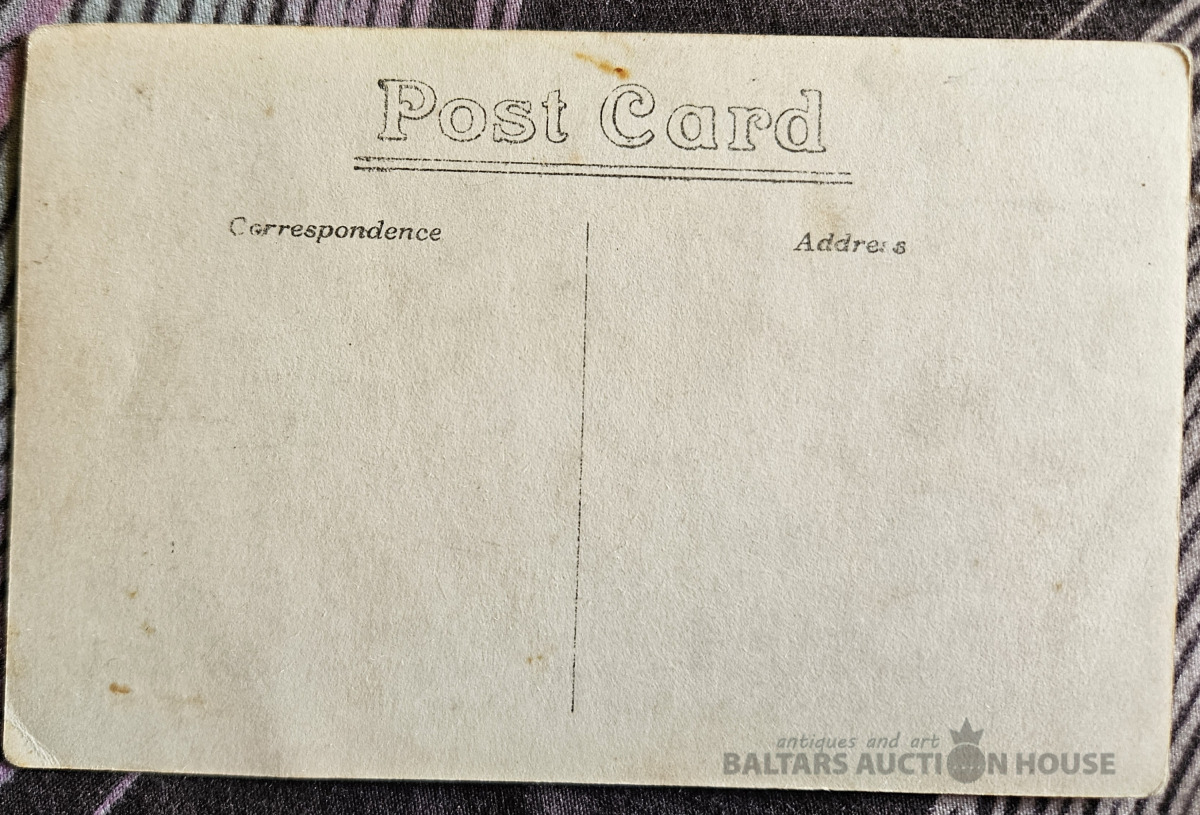 Post Card
Correspondence
Address
antiques and art
BALTARS AUCTION HOUSE